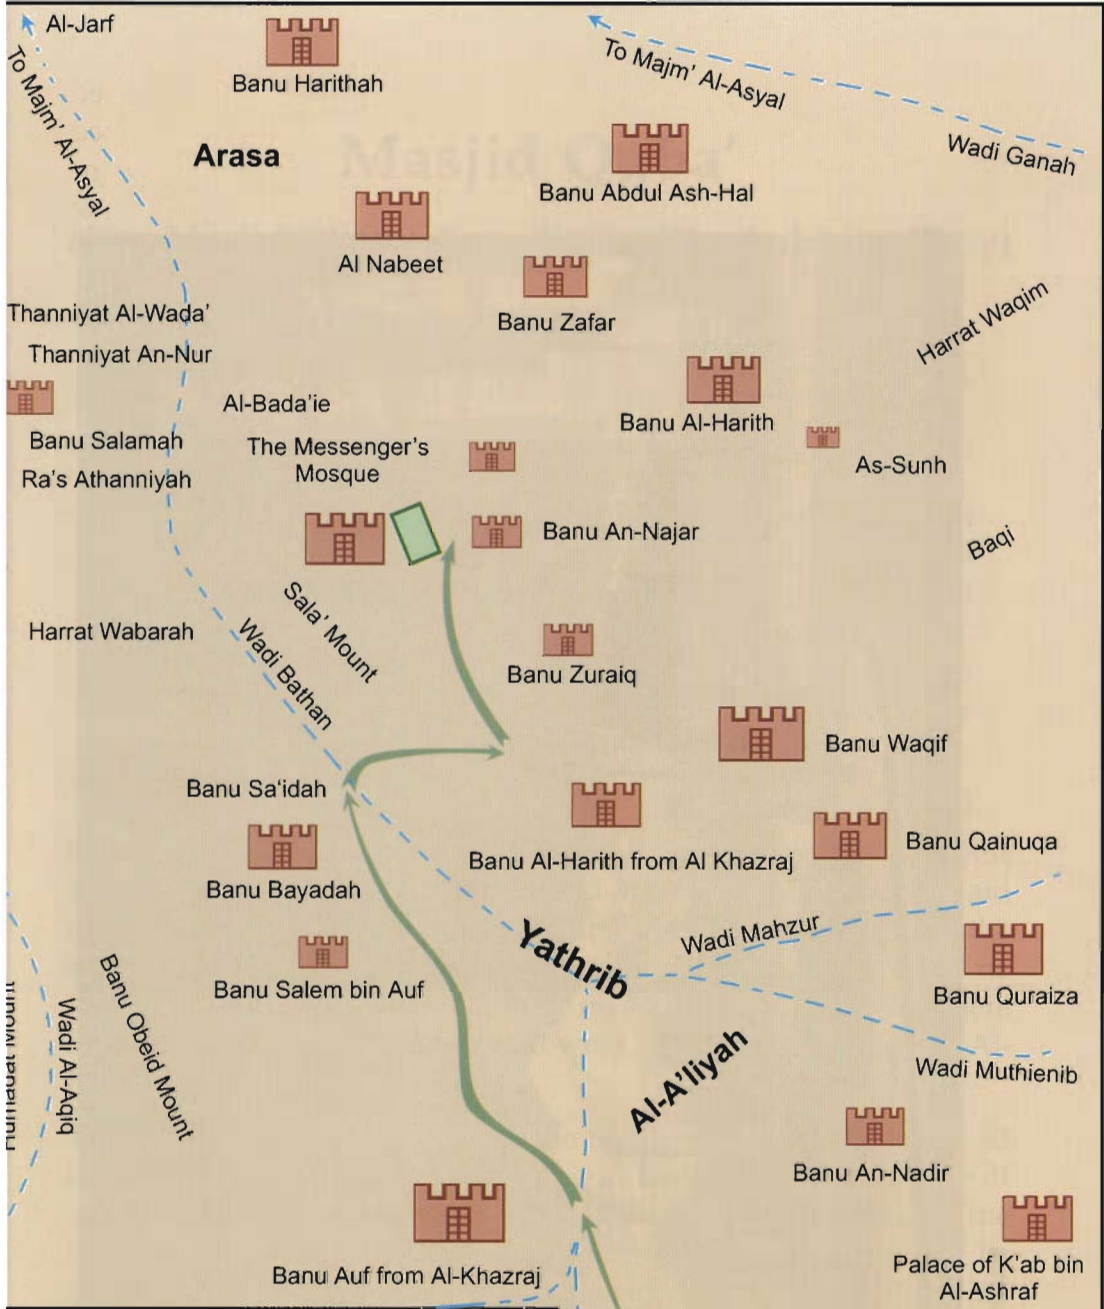 Al-Jarf
To Majm' Al-Asyal
Banu Harithah
To Majm' Al-Asyal
Wadi Ganah
Arasa
Banu Abdul Ash-Hal
Al Nabeet
Banu Zafar
Harrat Waqim
Thanniyat Al-Wada'
Thanniyat An-Nur
Al-Bada'ie
Banu Al-Harith
Banu Salamah
The Messenger's
Mosque
As-Sunh
Ra's Athanniyah
Banu An-Najar
Baqi
Sala' Mount
Harrat Wabarah
Wadi Bathan
Banu Zuraiq
Banu Waqif
Banu Sa'idah
Banu Qainuqa
Banu Al-Harith from Al Khazraj
Banu Bayadah
Wadi Mahzur
Yathrib
Banu Salem bin Auf
Banu Quraiza
Banu Obeid Mount
Wadi Al-Aqiq
Mount
Al-A'liyah
Wadi Muthienib
Banu An-Nadir
Banu Auf from Al-Khazraj
Palace of K'ab bin
Al-Ashraf
Masjid